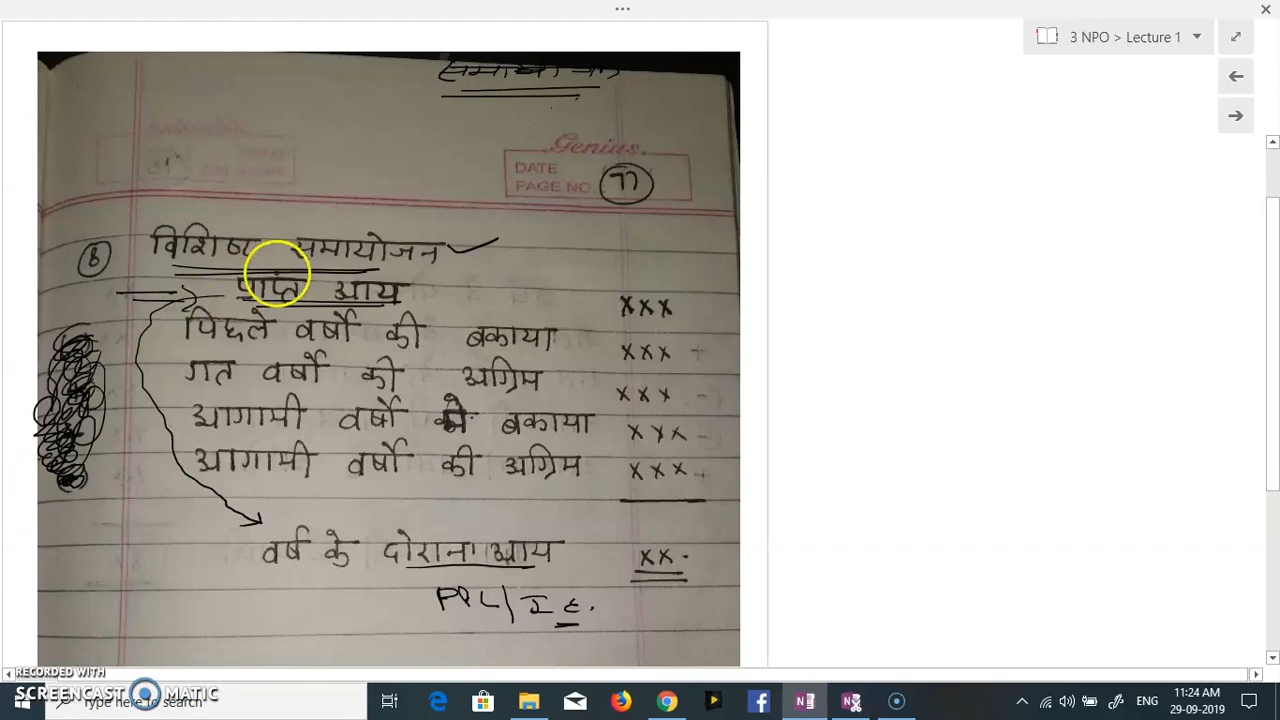 3 NPO > Lecture 1
Genius.
DATE
PAGE NO. 77
8 विशिष्ट समायोजन
प्राप्त आय xxx
पिछले वर्षो की बकाया xxx +
गत वर्षो की अग्रिम xxx (-)
आगामी वर्षो की बकाया xxx -
आगामी वर्षो की अग्रिम xxx
वर्ष के दोराना आय xx.
P&L/I E.
RECORDED WITH
SCREENCAST MATIC
Type here to search
ENG
11:24 AM
29-09-2019